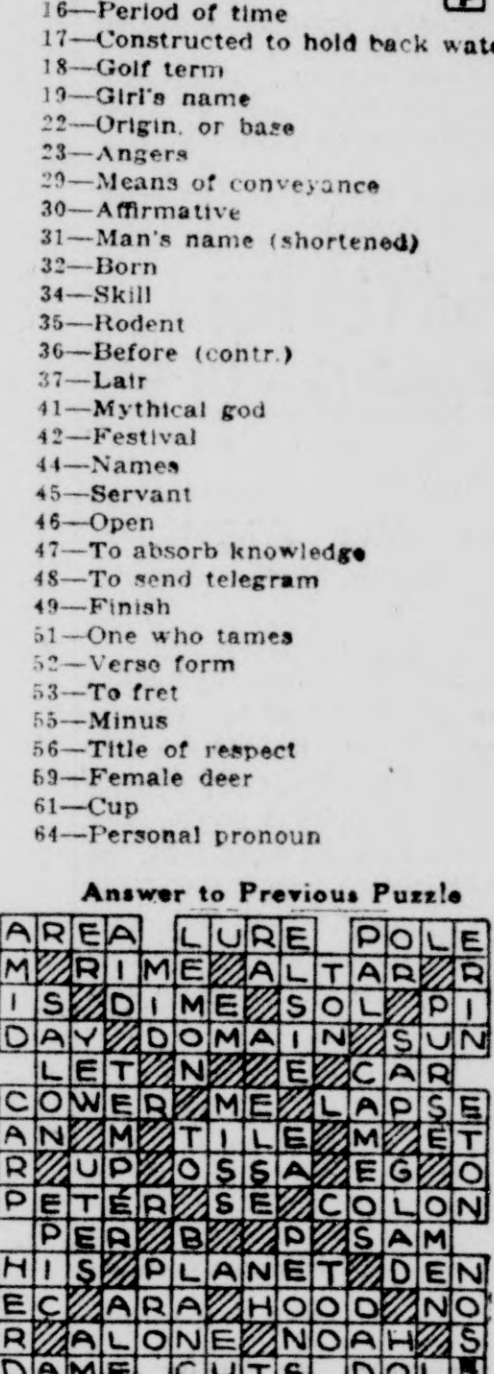 16—Period of time P
17—Constructed to hold back wate
18—Golf term
19—Girl's name
22—Origin, or base
23—Angers
29—Means of conveyance
30—Affirmative
31—Man's name (shortened)
32—Born
34—Skill
35—Rodent
36—Before (contr.)
37—Lair
41—Mythical god
42—Festival
44—Names
45—Servant
46—Open
47—To absorb knowledge
48—To send telegram
49—Finish
51—One who tames
52—Verse form
53—To fret
55—Minus
56—Title of respect
59—Female deer
61—Cup
64—Personal pronoun
Answer to Previous Puzzle
AREA LURE POLE
M RIME ALTAR R
IS DIME SOL PI
DAY DOMAIN SUN
LET N E CAR
COWER ME LAPSE
AN M TILE M ET
R UP OSSA EG O
PETER SE COLON
PER B P SAM
HIS PLANET DEN
EC ARA HOOD NO
R ALONE NOAH S
DAME CUTS DOL